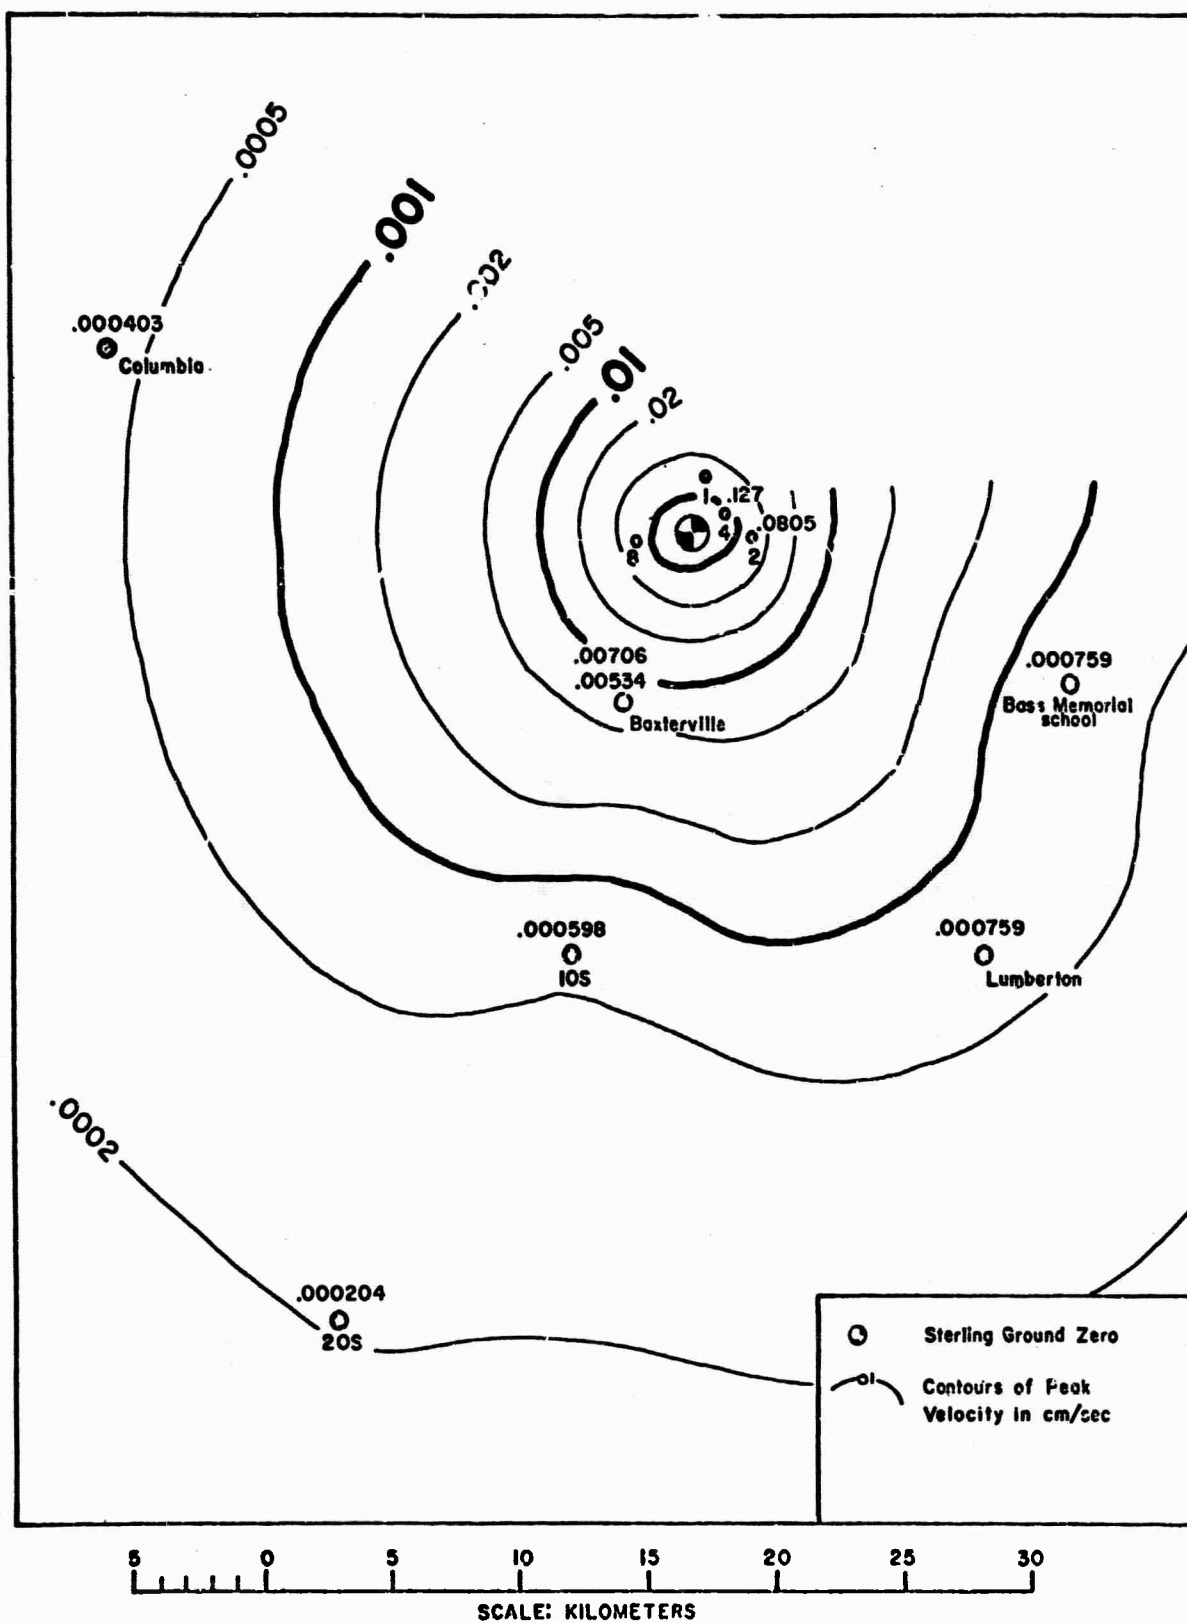 .0005
.001
.002
.000403
Columbia
.005
.01
.02
1 .127
4 .0805
8 2
.00706
.00534
Baxterville
.000759
Bass Memorial
school
.000598
10S
.000759
Lumberton
.0002
.000204
20S
Sterling Ground Zero
.01
Contours of Peak
Velocity in cm/sec
5 0 5 10 15 20 25 30
SCALE: KILOMETERS